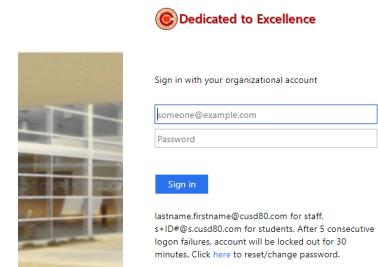 Dedicated to Excellence
Sign in with your organizational account
someone@example.com
Password
Sign in
lastname.firstname@cusd80.com for staff.
s+ID#@s.cusd80.com for students. After 5 consecutive
logon failures. account will be locked out for 30
minutes. Click here to reset/change password.